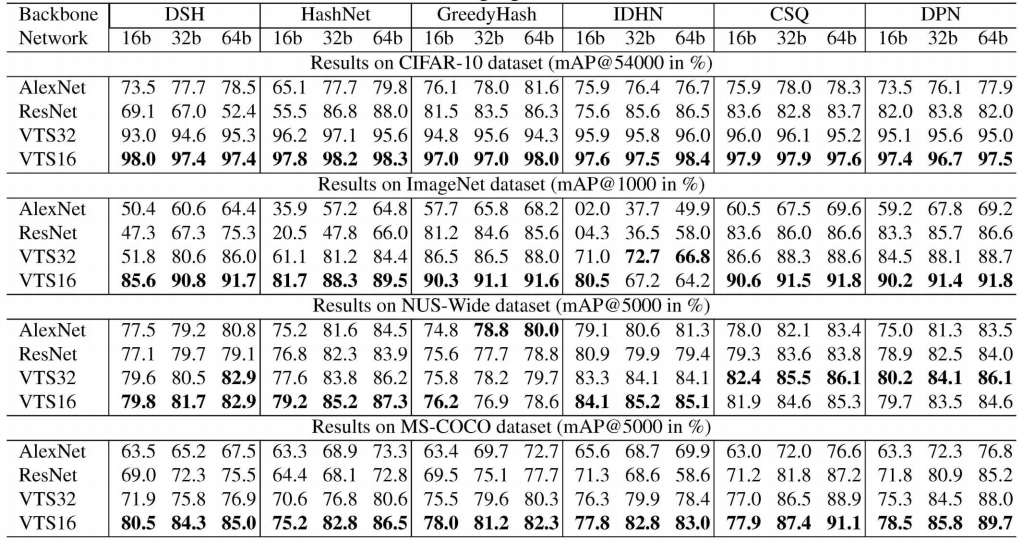 Backbone DSH HashNet GreedyHash IDHN CSQ DPN
Network 16b 32b 64b 16b 32b 64b 16b 32b 64b 16b 32b 64b 16b 32b 64b 16b 32b 64b
Results on CIFAR-10 dataset (mAP@54000 in %)
AlexNet 73.5 77.7 78.5 65.1 77.7 79.8 76.1 78.0 81.6 75.9 76.4 76.7 75.9 78.0 78.3 73.5 76.1 77.9
ResNet 69.1 67.0 52.4 55.5 86.8 88.0 81.5 83.5 86.3 75.6 85.6 86.5 83.6 82.8 83.7 82.0 83.8 82.0
VTS32 93.0 94.6 95.3 96.2 97.1 95.6 94.8 95.6 94.3 95.9 95.8 96.0 96.0 96.1 95.2 95.1 95.6 95.0
VTS16 98.0 97.4 97.4 97.8 98.2 98.3 97.0 97.0 98.0 97.6 97.5 98.4 97.9 97.9 97.6 97.4 96.7 97.5
Results on ImageNet dataset (mAP@1000 in %)
AlexNet 50.4 60.6 64.4 35.9 57.2 64.8 57.7 65.8 68.2 02.0 37.7 49.9 60.5 67.5 69.6 59.2 67.8 69.2
ResNet 47.3 67.3 75.3 20.5 47.8 66.0 81.2 84.6 85.6 04.3 36.5 58.0 83.6 86.0 86.6 83.3 85.7 86.6
VTS32 51.8 80.6 86.0 61.1 81.2 84.4 86.5 86.5 88.0 71.0 72.7 66.8 86.6 88.3 88.6 84.5 88.1 88.7
VTS16 85.6 90.8 91.7 81.7 88.3 89.5 90.3 91.1 91.6 80.5 67.2 64.2 90.6 91.5 91.8 90.2 91.4 91.8
Results on NUS-Wide dataset (mAP@5000 in %)
AlexNet 77.5 79.2 80.8 75.2 81.6 84.5 74.8 78.8 80.0 79.1 80.6 81.3 78.0 82.1 83.4 75.0 81.3 83.5
ResNet 77.1 79.7 79.1 76.8 82.3 83.9 75.6 77.7 78.8 80.9 79.9 79.4 79.3 83.6 83.8 78.9 82.5 84.0
VTS32 79.6 80.5 82.9 77.6 83.8 86.2 75.8 78.2 79.7 83.3 84.1 84.1 82.4 85.5 86.1 80.2 84.1 86.1
VTS16 79.8 81.7 82.9 79.2 85.2 87.3 76.2 76.9 78.6 84.1 85.2 85.1 81.9 84.6 85.3 79.7 83.5 84.6
Results on MS-COCO dataset (mAP@5000 in %)
AlexNet 63.5 65.2 67.5 63.3 68.9 73.3 63.4 69.7 72.7 65.6 68.7 69.9 63.0 72.0 76.6 63.3 72.3 76.8
ResNet 69.0 72.3 75.5 64.4 68.1 72.8 69.5 75.1 77.7 71.3 68.6 58.6 71.2 81.8 87.2 71.8 80.9 85.2
VTS32 71.9 75.8 76.9 70.6 76.8 80.6 75.5 79.6 80.3 76.3 79.9 78.4 77.0 86.5 88.9 75.3 84.5 88.0
VTS16 80.5 84.3 85.0 75.2 82.8 86.5 78.0 81.2 82.3 77.8 82.8 83.0 77.9 87.4 91.1 78.5 85.8 89.7